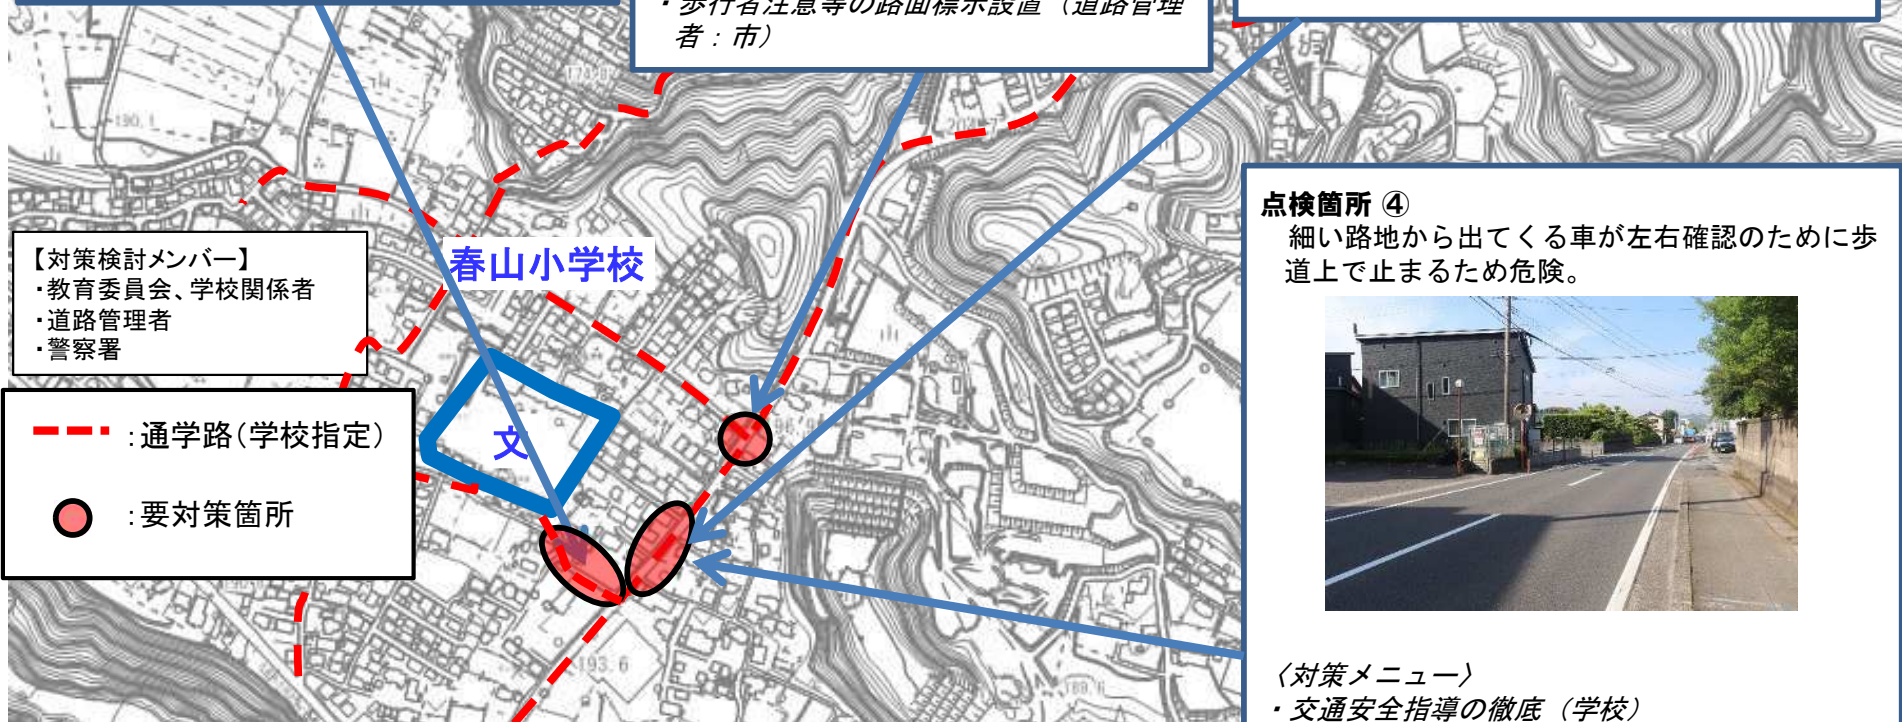 ・歩行者注意等の路面標示設置（道路管理
者：市）
点検箇所 ④
細い路地から出てくる車が左右確認のために歩
道上で止まるため危険。
【対策検討メンバー】
・教育委員会、学校関係者
・道路管理者
・警察署
春山小学校
文
：通学路（学校指定）
：要対策箇所
190.1
193.6
〈対策メニュー〉
・交通安全指導の徹底（学校）